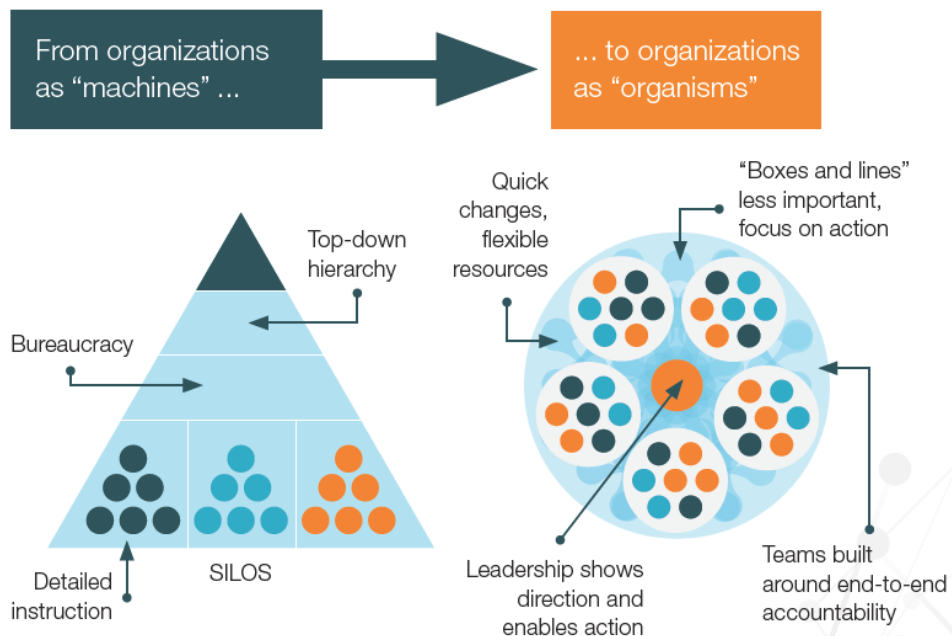 From organizations
as “machines” ...
... to organizations
as “organisms”
Top-down
hierarchy
Bureaucracy
Detailed
instruction
SILOS
Quick
changes,
flexible
resources
“Boxes and lines”
less important,
focus on action
Leadership shows
direction and
enables action
Teams built
around end-to-end
accountability